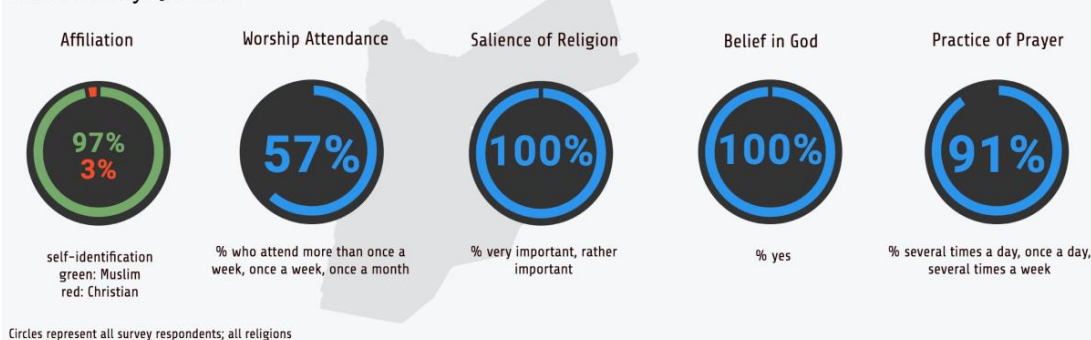 Affiliation
Worship Attendance
Salience of Religion
Belief in God
Practice of Prayer
97%
3%
57%
100%
100%
91%
self-identification
green: Muslim
red: Christian
% who attend more than once a
week, once a week, once a month
% very important, rather
important
% yes
% several times a day, once a day,
several times a week
Circles represent all survey respondents; all religions